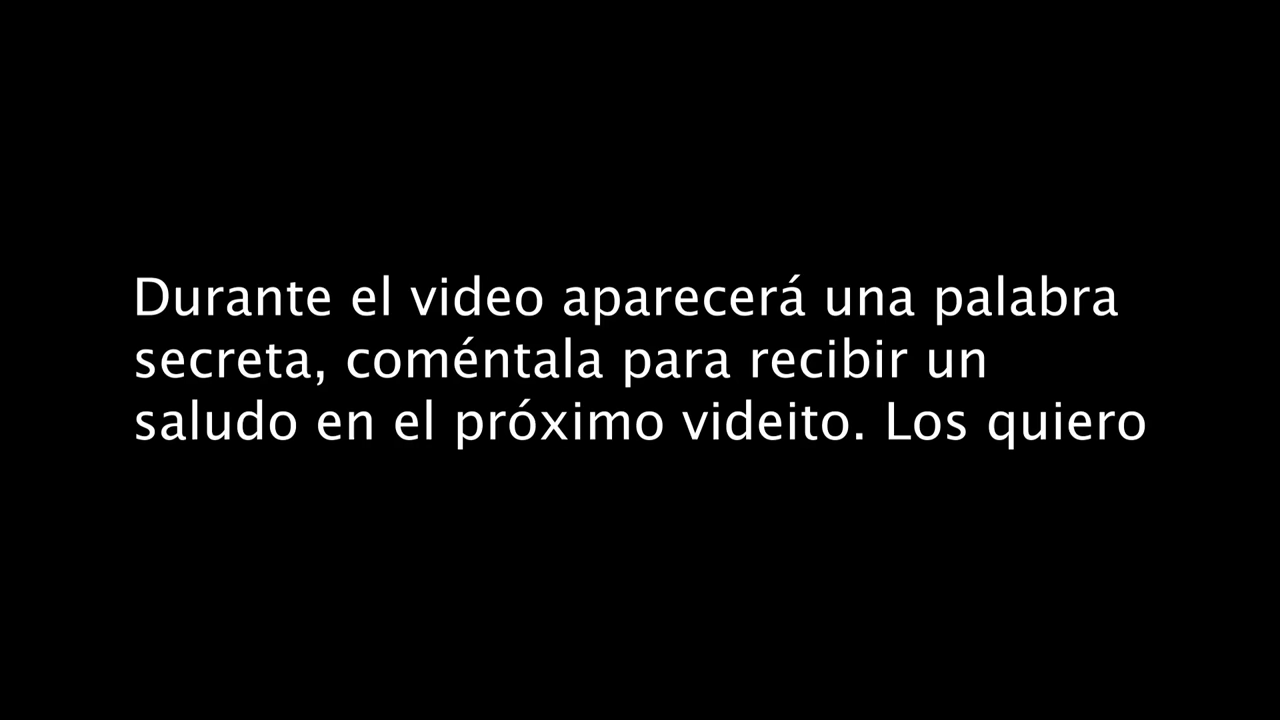 Durante el video aparecerá una palabra
secreta, coméntala para recibir un
saludo en el próximo videito. Los quiero